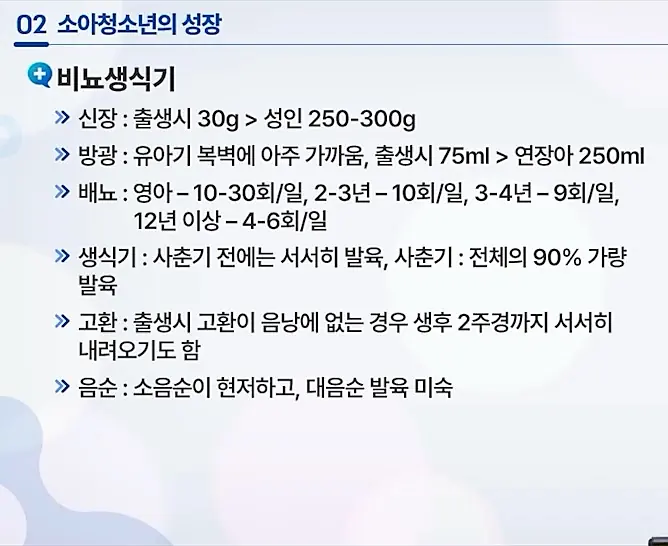 02 소아청소년의 성장
비뇨생식기
» 신장 : 출생시 30g > 성인 250-300g
» 방광 : 유아기 복벽에 아주 가까움, 출생시 75ml > 연장아 250ml
» 배뇨 : 영아 – 10-30회/일, 2-3년 – 10회/일, 3-4년 – 9회/일,
12년 이상 – 4-6회/일
» 생식기 : 사춘기 전에는 서서히 발육, 사춘기 : 전체의 90% 가량
발육
» 고환 : 출생시 고환이 음낭에 없는 경우 생후 2주경까지 서서히
내려오기도 함
» 음순 : 소음순이 현저하고, 대음순 발육 미숙